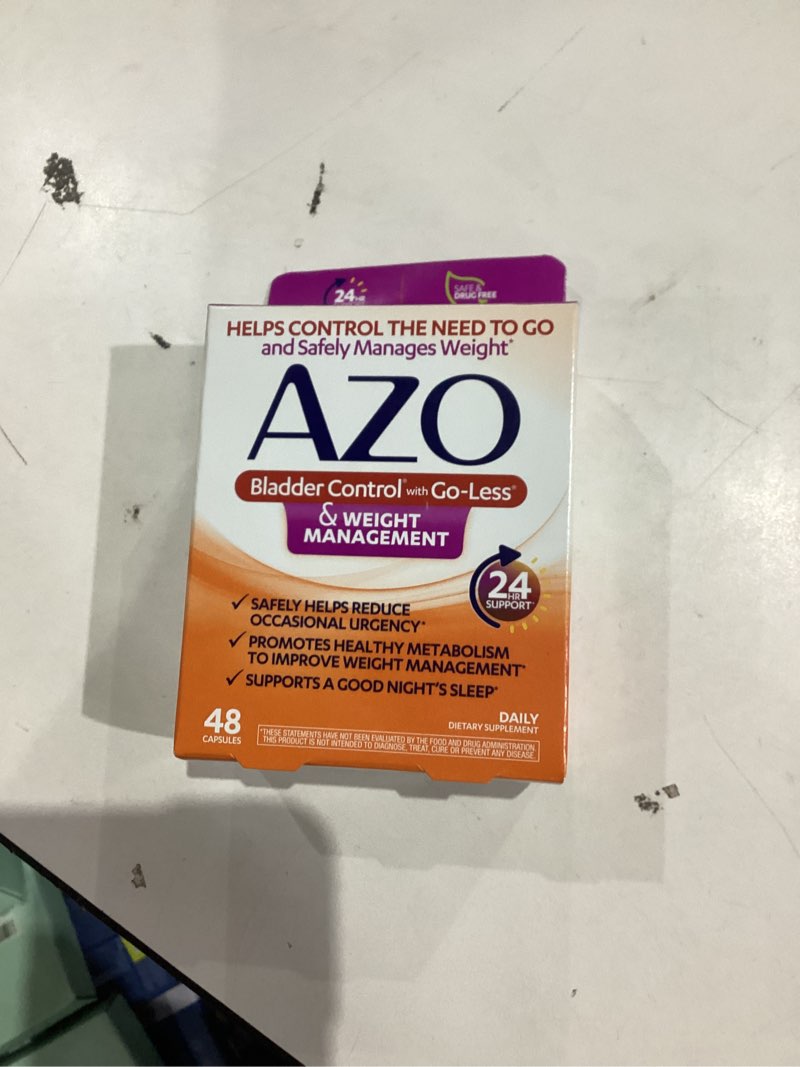 24 HR
SAFE &
DRUG FREE
HELPS CONTROL THE NEED TO GO
and Safely Manages Weight*
AZO
Bladder Control® with Go-Less®
& WEIGHT
MANAGEMENT
24
HR
SUPPORT*
✓ SAFELY HELPS REDUCE
OCCASIONAL URGENCY*
✓ PROMOTES HEALTHY METABOLISM
TO IMPROVE WEIGHT MANAGEMENT*
✓ SUPPORTS A GOOD NIGHT'S SLEEP*
48
CAPSULES
DAILY
DIETARY SUPPLEMENT
*THESE STATEMENTS HAVE NOT BEEN EVALUATED BY THE FOOD AND DRUG ADMINISTRATION.
THIS PRODUCT IS NOT INTENDED TO DIAGNOSE, TREAT, CURE OR PREVENT ANY DISEASE.